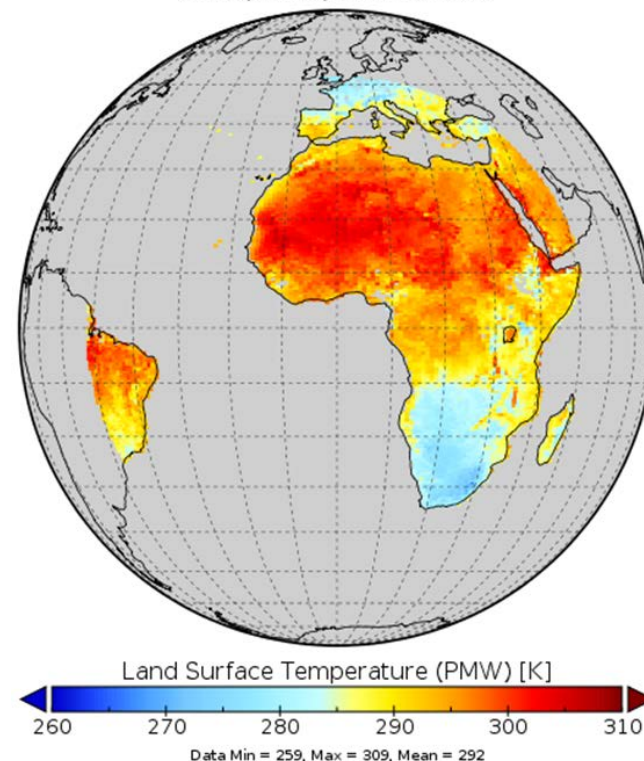 Land Surface Temperature (PMW) [K]
260 270 280 290 300 310
Data Min = 259, Max = 309, Mean = 292